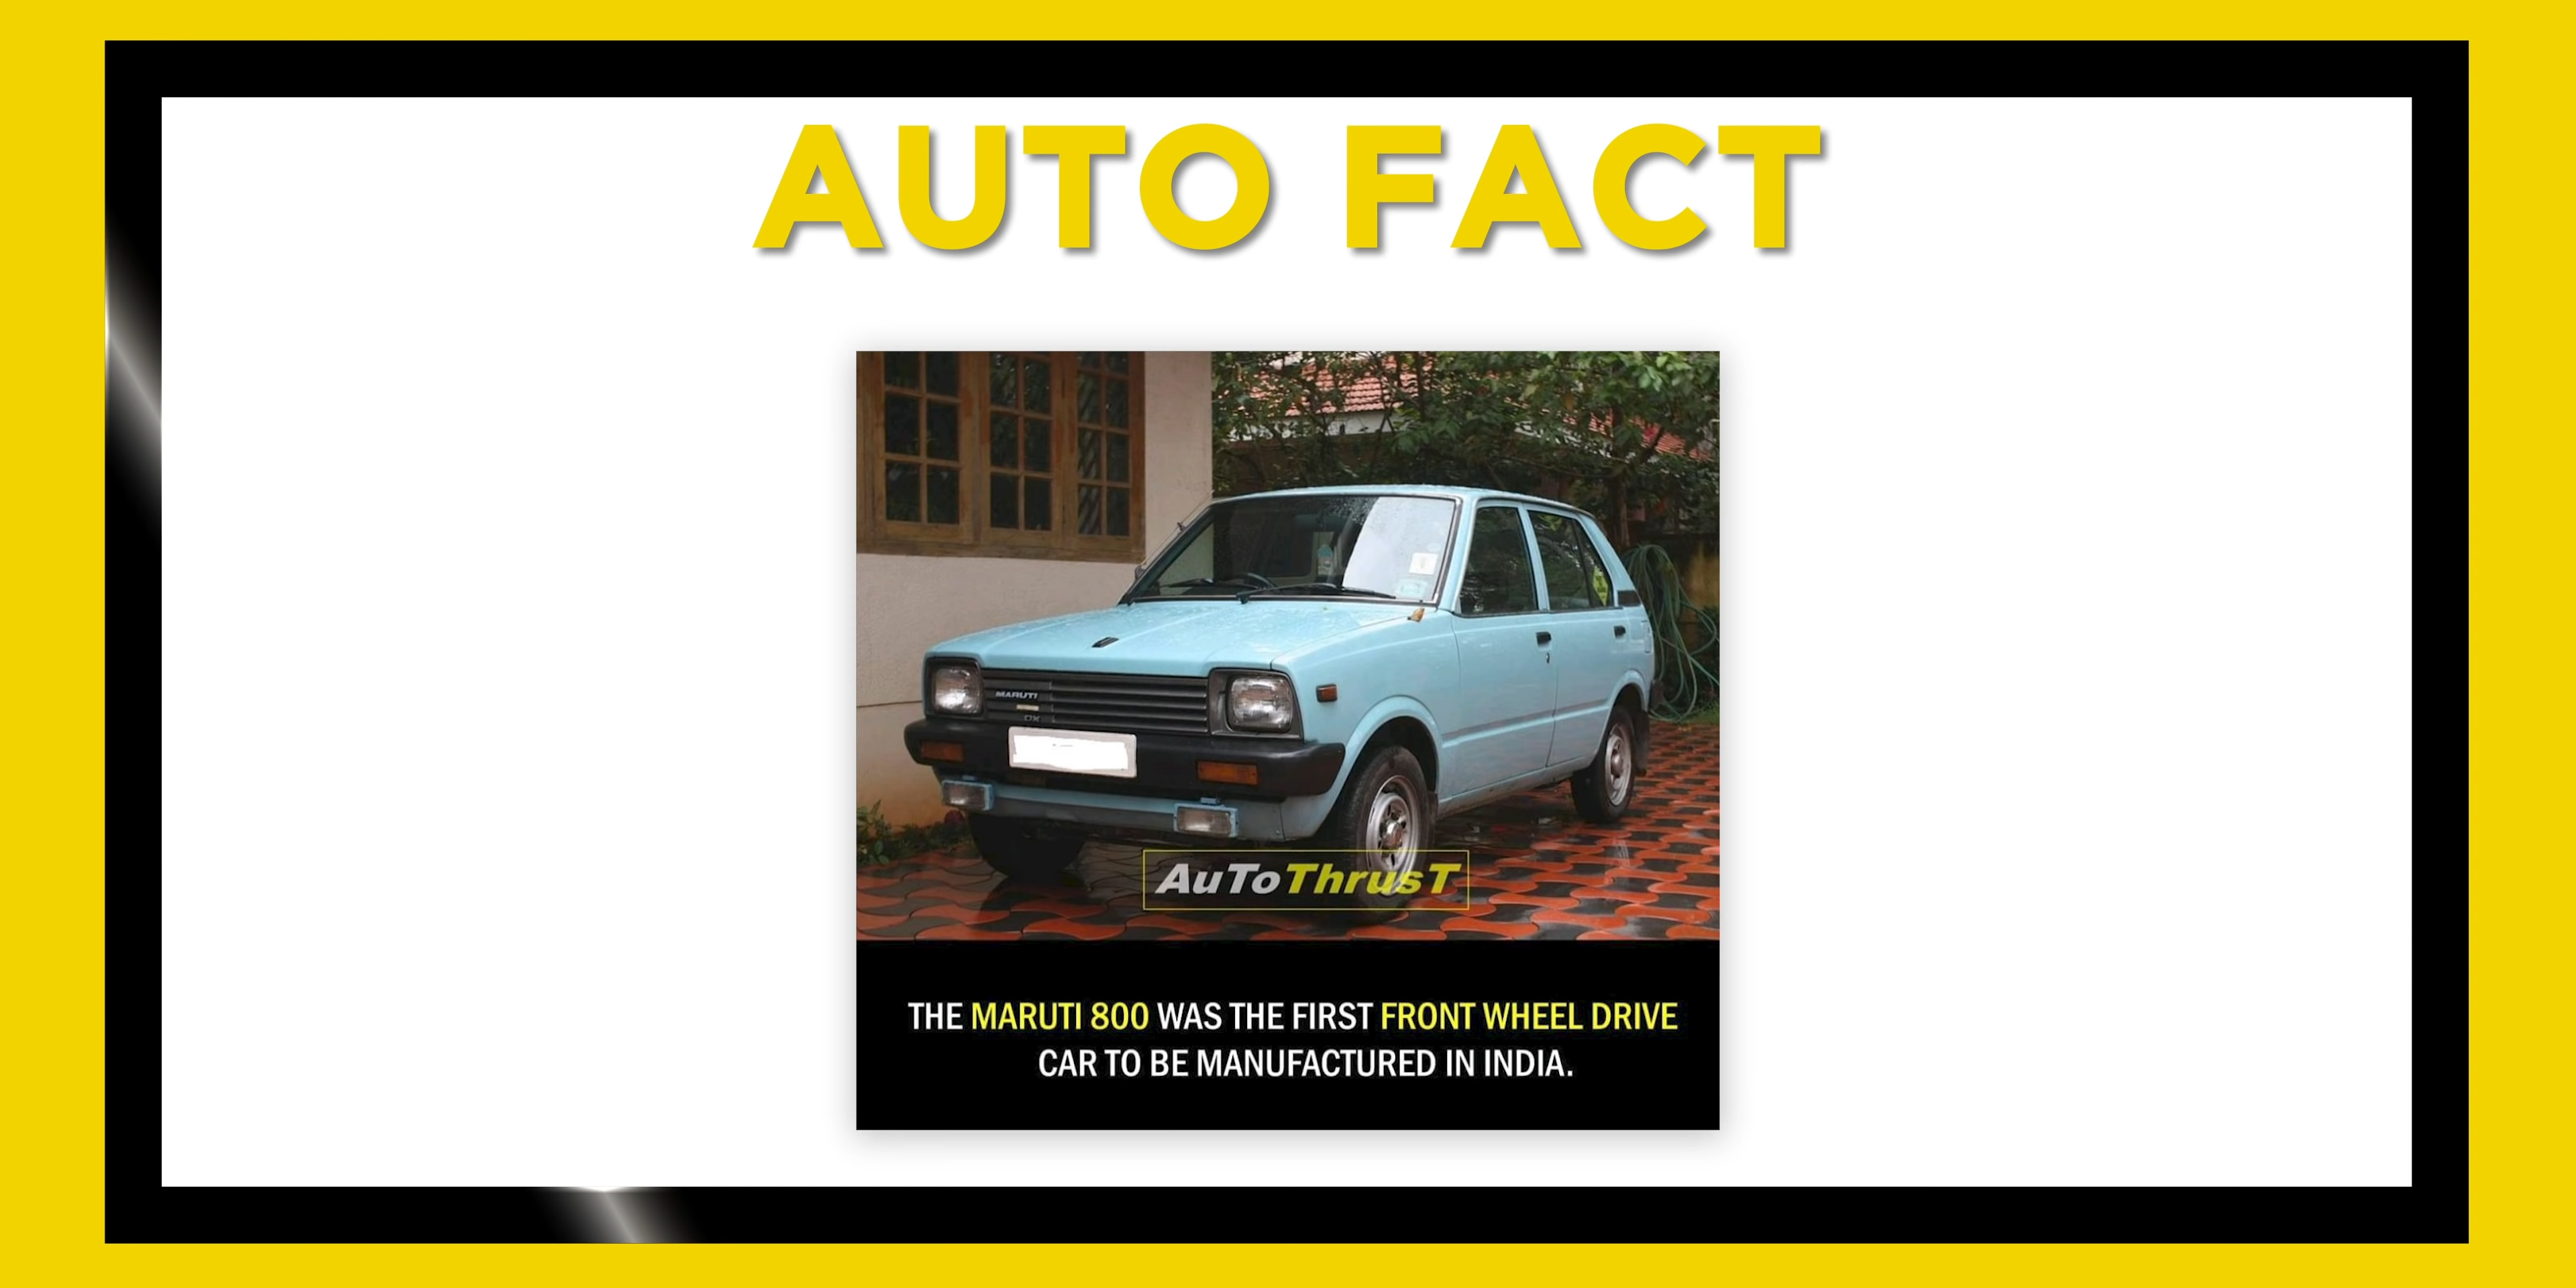 AUTO FACT
MARUTI
DX
AuToThrusT
THE MARUTI 800 WAS THE FIRST FRONT WHEEL DRIVE
CAR TO BE MANUFACTURED IN INDIA.